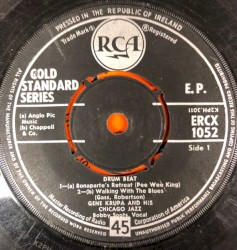 PRESSED IN THE REPUBLIC OF IRELAND
Trade Mark® ®Registered
RCA
GOLD
STANDARD
SERIES
E.P.
(a) Anglo Pic
Music
(b) Chappell
& Co.
ERCX
1052
Side 1
DRUM BEAT
1—(a) Bonaparte's Retreat (Pee Wee King)
2—(b) Walking With The Blues
(Gass, Robertson)
GENE KRUPA AND HIS
CHICAGO JAZZ
Bobby Soots, Vocal
45